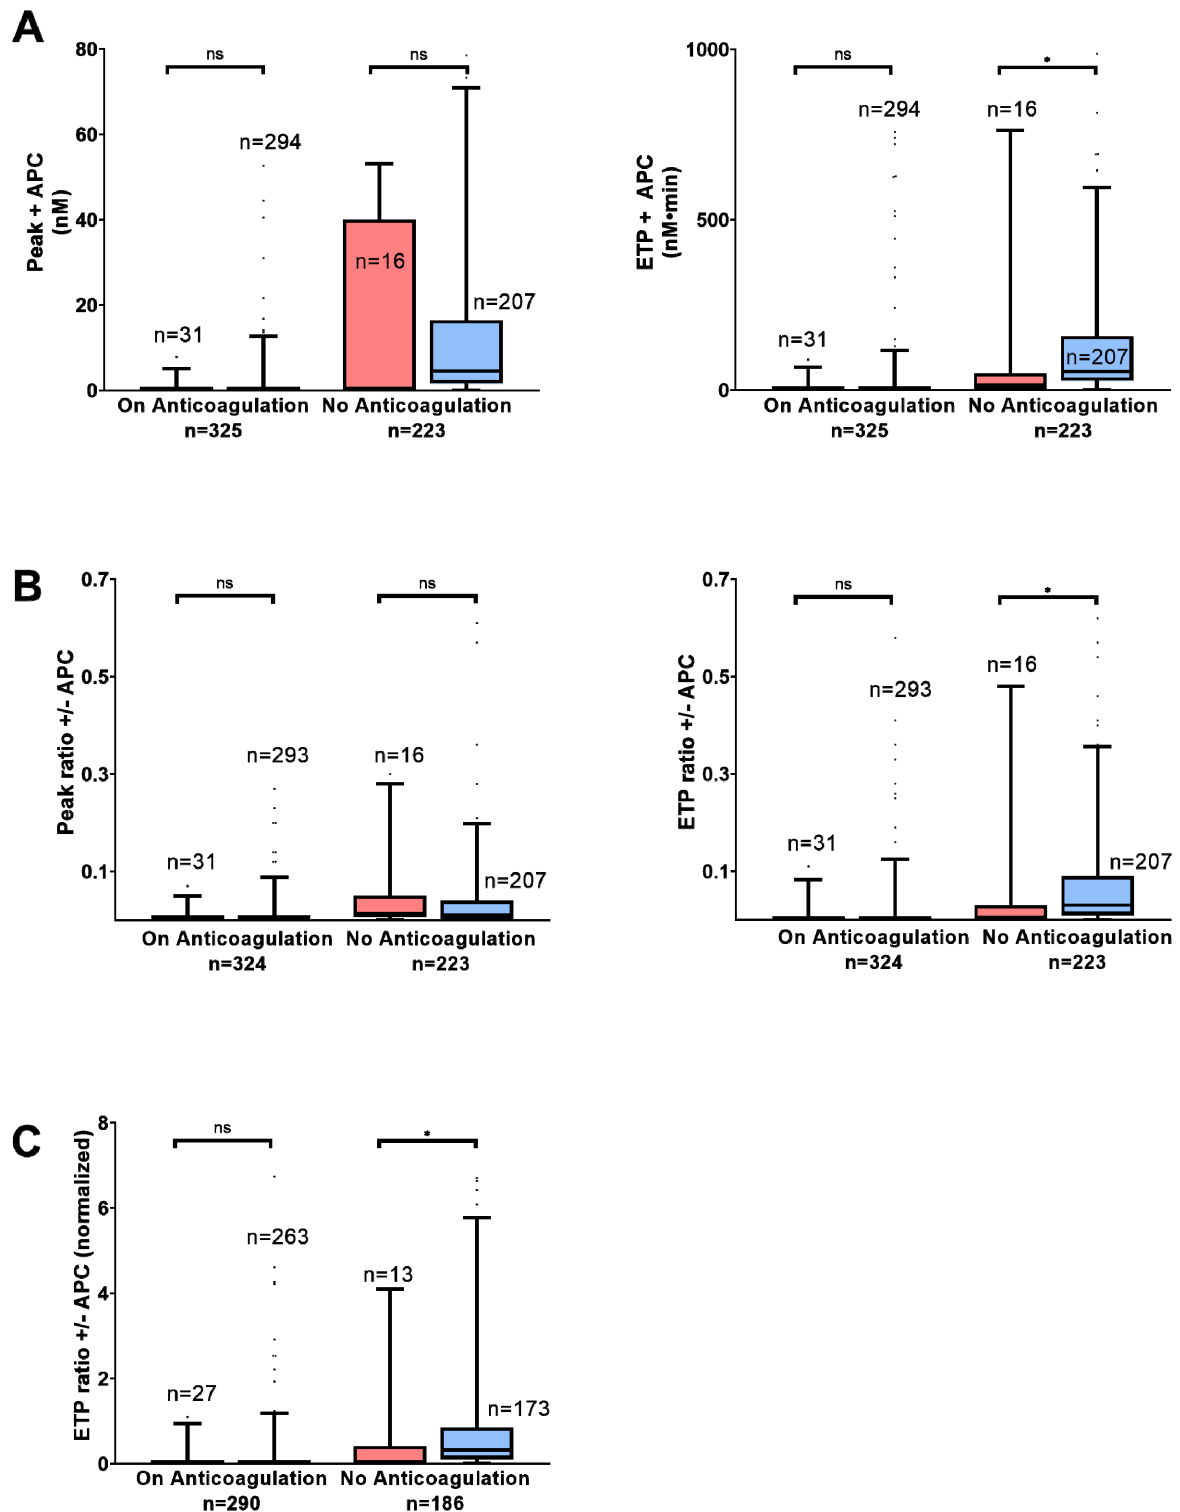 A
80
60
40
20
0
Peak + APC
(nM)
ns
ns
n=31
n=294
n=16
n=207
On Anticoagulation
n=325
No Anticoagulation
n=223
1000
500
0
ETP + APC
(nM•min)
ns
*
n=31
n=294
n=16
n=207
On Anticoagulation
n=325
No Anticoagulation
n=223
B
0.7
0.5
0.3
0.1
Peak ratio +/- APC
ns
ns
n=31
n=293
n=16
n=207
On Anticoagulation
n=324
No Anticoagulation
n=223
0.7
0.5
0.3
0.1
ETP ratio +/- APC
ns
*
n=31
n=293
n=16
n=207
On Anticoagulation
n=324
No Anticoagulation
n=223
C
8
6
4
2
0
ETP ratio +/- APC (normalized)
ns
*
n=27
n=263
n=13
n=173
On Anticoagulation
n=290
No Anticoagulation
n=186